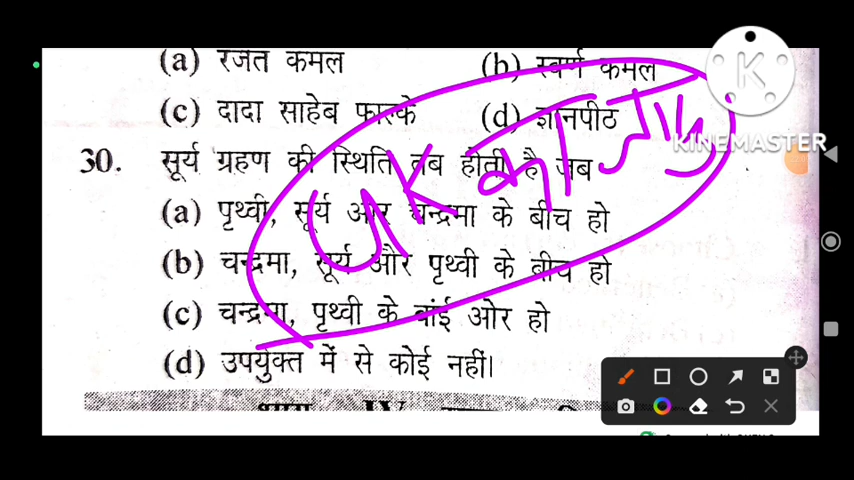 (a) रजत कमल (b) स्वर्ण कमल
(c) दादा साहेब फाल्के (d) ज्ञानपीठ
KINEMASTER
30. सूर्य ग्रहण की स्थिति तब होती है जब
(a) पृथ्वी, सूर्य और चन्द्रमा के बीच हो
(b) चन्द्रमा, सूर्य और पृथ्वी के बीच हो
(c) चन्द्रमा, पृथ्वी के बांई ओर हो
(d) उपर्युक्त में से कोई नहीं।
UK का